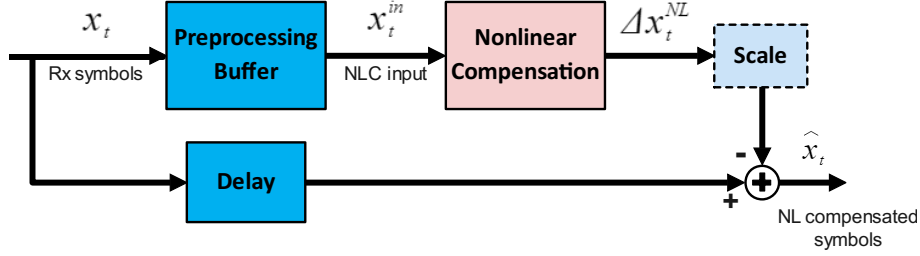 x_t
Rx symbols
Preprocessing
Buffer
x_t^{in}
NLC input
Nonlinear
Compensation
Δx_t^{NL}
Scale
Delay
-
+
+
\hat{x}_t
NL compensated
symbols